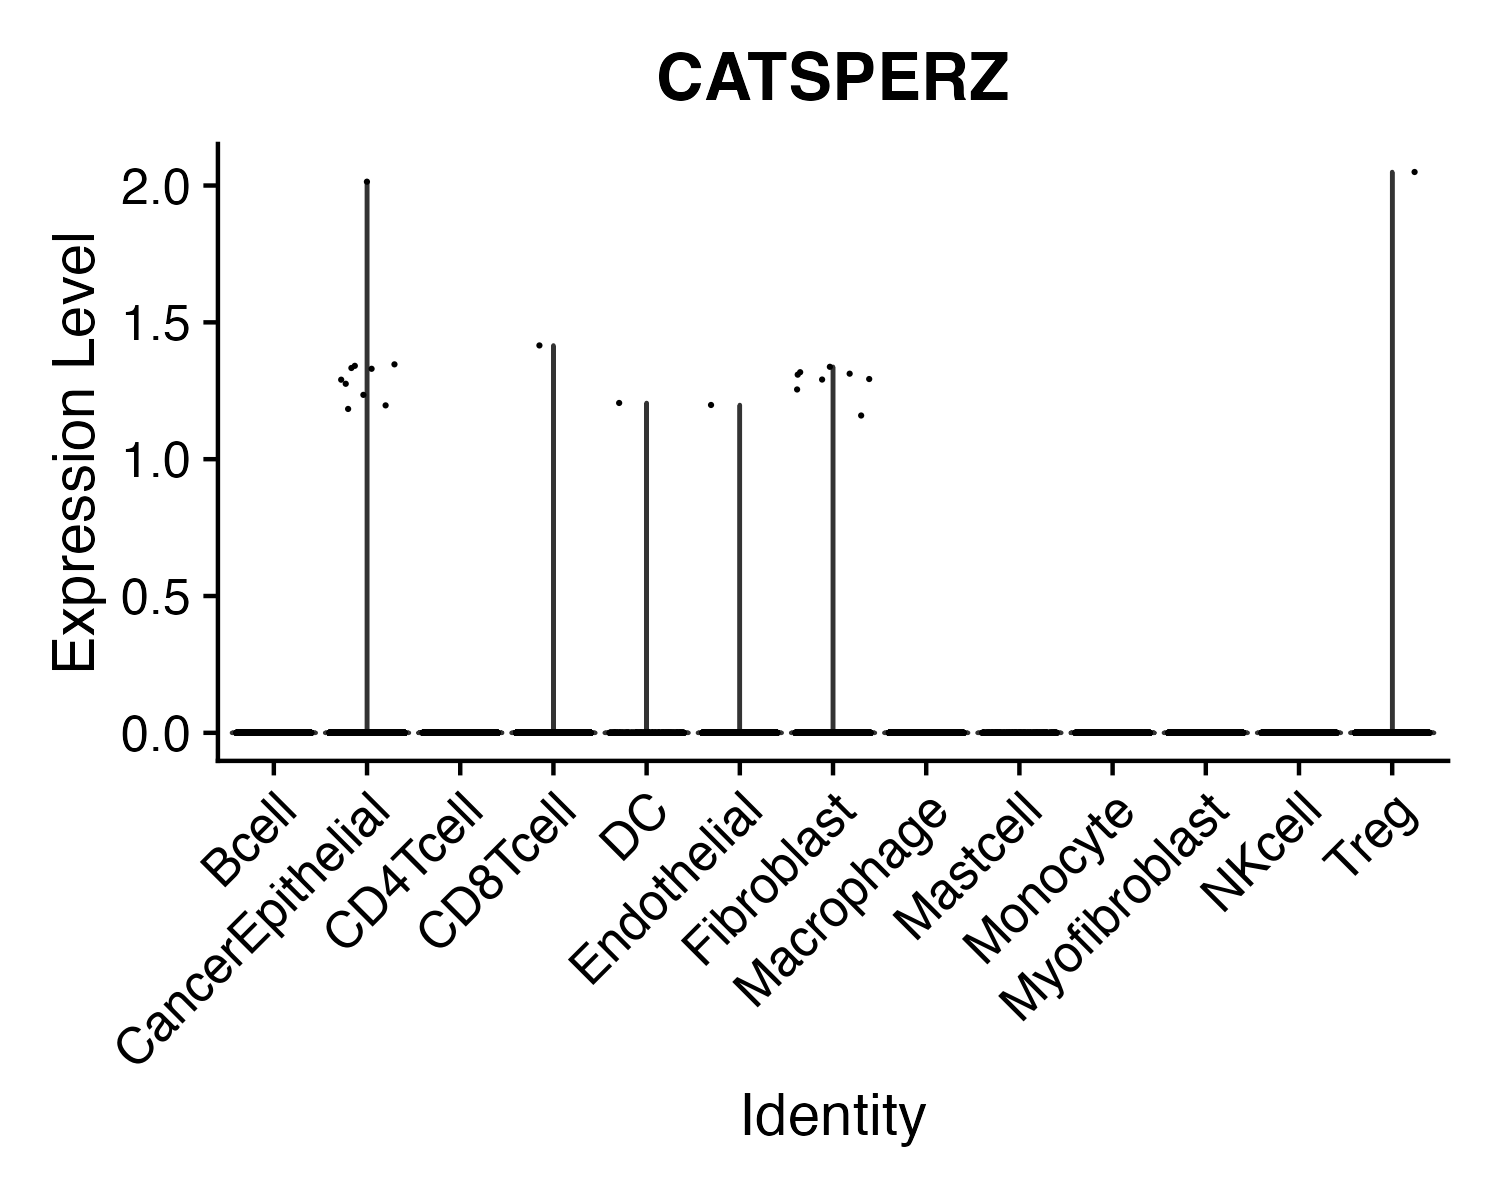 CATSPERZ
Expression Level
2.0
1.5
1.0
0.5
0.0
Bcell
CancerEpithelial
CD4Tcell
CD8Tcell
DC
Endothelial
Fibroblast
Macrophage
Mastcell
Monocyte
Myofibroblast
NKcell
Treg
Identity